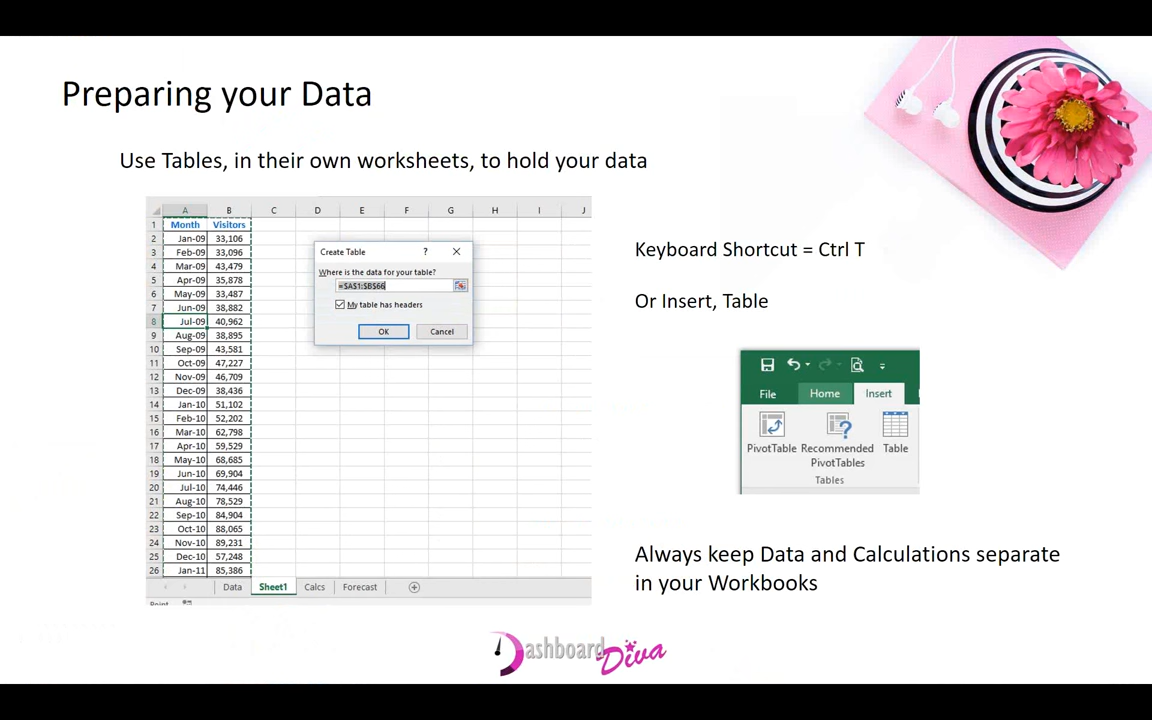 Preparing your Data
Use Tables, in their own worksheets, to hold your data
A B C D E F G H I J
1 Month Visitors
2 Jan-09 33,106
3 Feb-09 33,096
4 Mar-09 43,479
5 Apr-09 35,878
6 May-09 33,487
7 Jun-09 38,882
8 Jul-09 40,962
9 Aug-09 38,895
10 Sep-09 43,581
11 Oct-09 47,227
12 Nov-09 46,709
13 Dec-09 38,436
14 Jan-10 51,102
15 Feb-10 52,202
16 Mar-10 62,798
17 Apr-10 59,529
18 May-10 68,685
19 Jun-10 69,904
20 Jul-10 74,446
21 Aug-10 78,529
22 Sep-10 84,904
23 Oct-10 88,065
24 Nov-10 89,231
25 Dec-10 57,248
26 Jan-11 85,386
Data Sheet1 Calcs Forecast
Point
Create Table ?
Where is the data for your table?
=$A$1:$B$66
My table has headers
OK Cancel
Keyboard Shortcut = Ctrl T
Or Insert, Table
File Home Insert
PivotTable Recommended PivotTables Table
Tables
Always keep Data and Calculations separate
in your Workbooks
Dashboard Diva